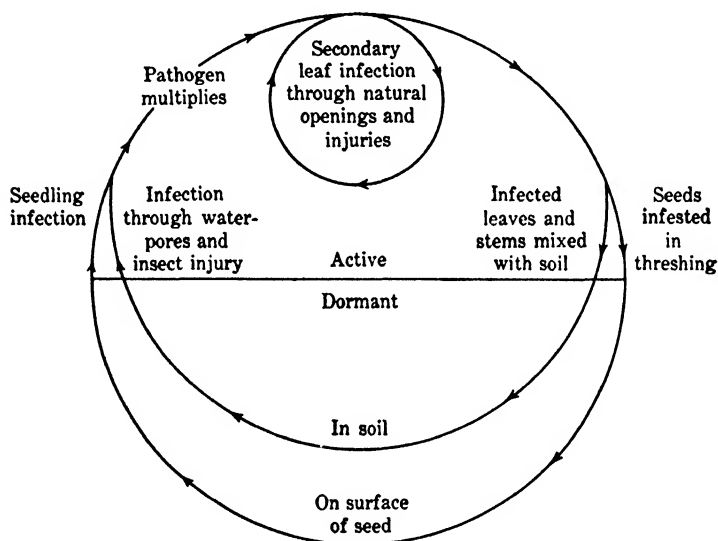 Secondary
leaf infection
through natural
openings and
injuries
Pathogen
multiplies
Seedling
infection
Infection
through water-
pores and
insect injury
Infected
leaves and
stems mixed
with soil
Seeds
infested
in
threshing
Active
Dormant
In soil
On surface
of seed